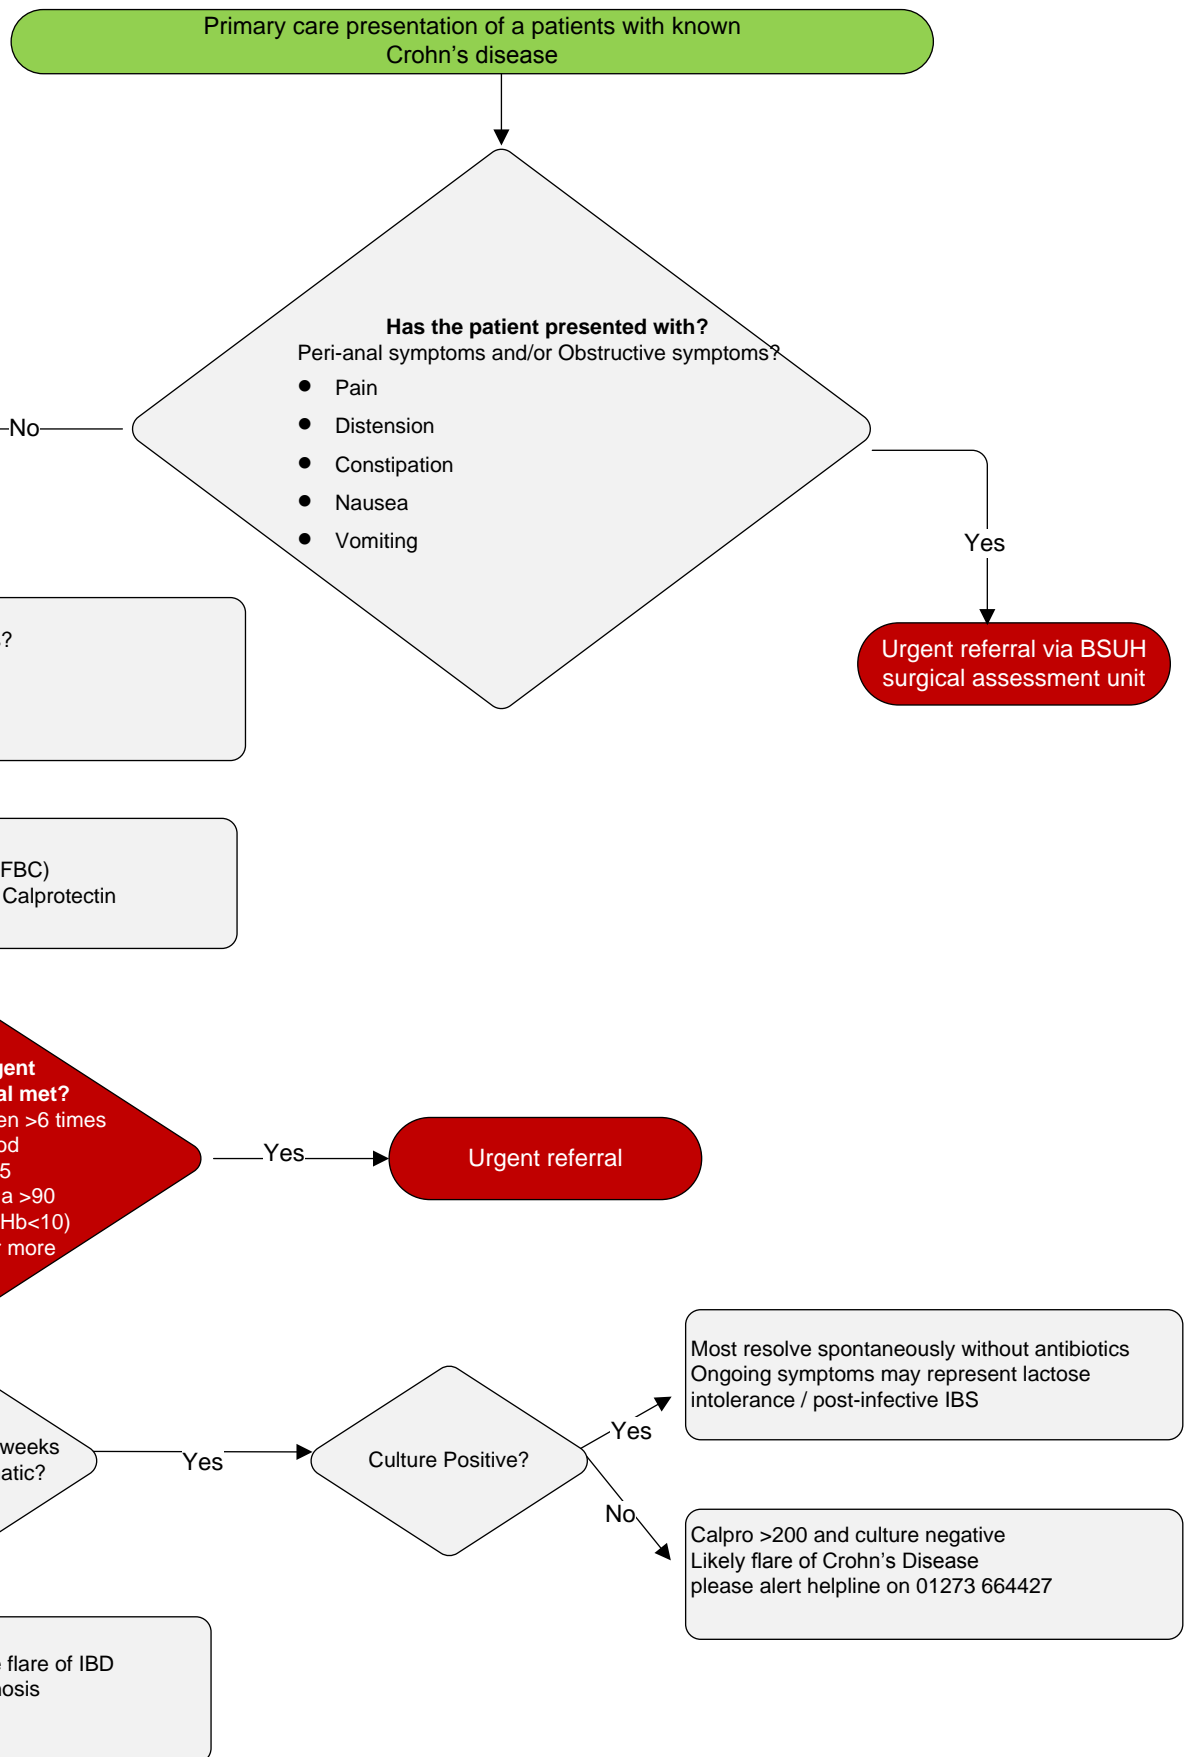 Primary care presentation of a patients with known
Crohn’s disease
Has the patient presented with?
Peri-anal symptoms and/or Obstructive symptoms?
● Pain
● Distension
● Constipation
● Nausea
● Vomiting
No
Yes
Urgent referral via BSUH
surgical assessment unit
?
FBC)
Calprotectin
al met?
>6 times
5
>90
Hb<10)
more
Yes
Urgent referral
weeks
Yes
Culture Positive?
Yes
Most resolve spontaneously without antibiotics
Ongoing symptoms may represent lactose
intolerance / post-infective IBS
No
Calpro >200 and culture negative
Likely flare of Crohn’s Disease
please alert helpline on 01273 664427
flare of IBD